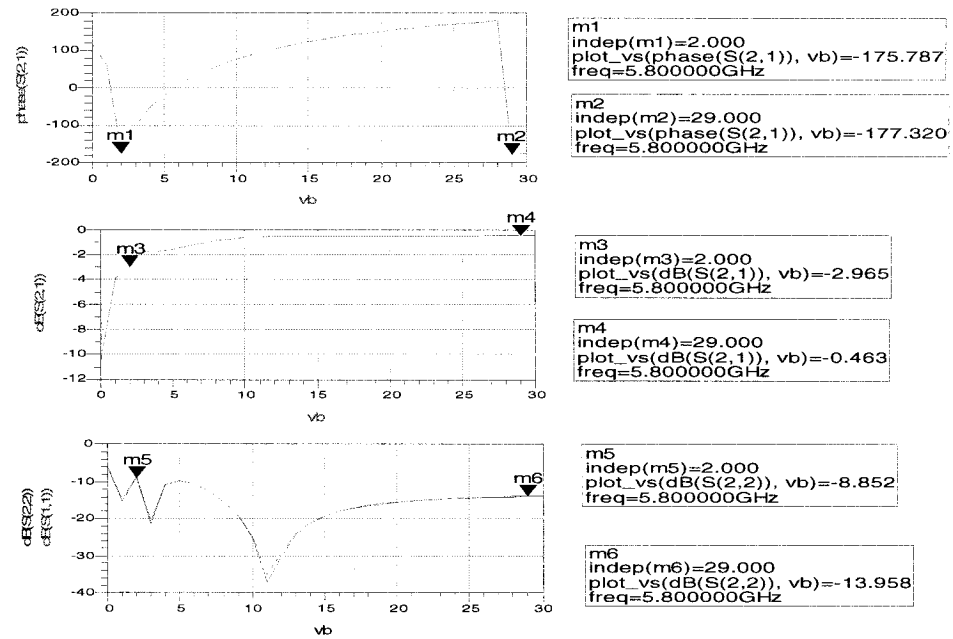 200
100
0
-100
-200
phase(S(2,1))
m1
m2
0
5
10
15
20
25
30
vb
m1
indep(m1)=2.000
plot_vs(phase(S(2,1)), vb)=-175.787
freq=5.800000GHz
m2
indep(m2)=29.000
plot_vs(phase(S(2,1)), vb)=-177.320
freq=5.800000GHz
0
-2
-4
-6
-8
-10
-12
dB(S(2,1))
m3
m4
0
5
10
15
20
25
30
vb
m3
indep(m3)=2.000
plot_vs(dB(S(2,1)), vb)=-2.965
freq=5.800000GHz
m4
indep(m4)=29.000
plot_vs(dB(S(2,1)), vb)=-0.463
freq=5.800000GHz
0
-10
-20
-30
-40
dB(S(2,2))
dB(S(1,1))
m5
m6
0
5
10
15
20
25
30
vb
m5
indep(m5)=2.000
plot_vs(dB(S(2,2)), vb)=-8.852
freq=5.800000GHz
m6
indep(m6)=29.000
plot_vs(dB(S(2,2)), vb)=-13.958
freq=5.800000GHz